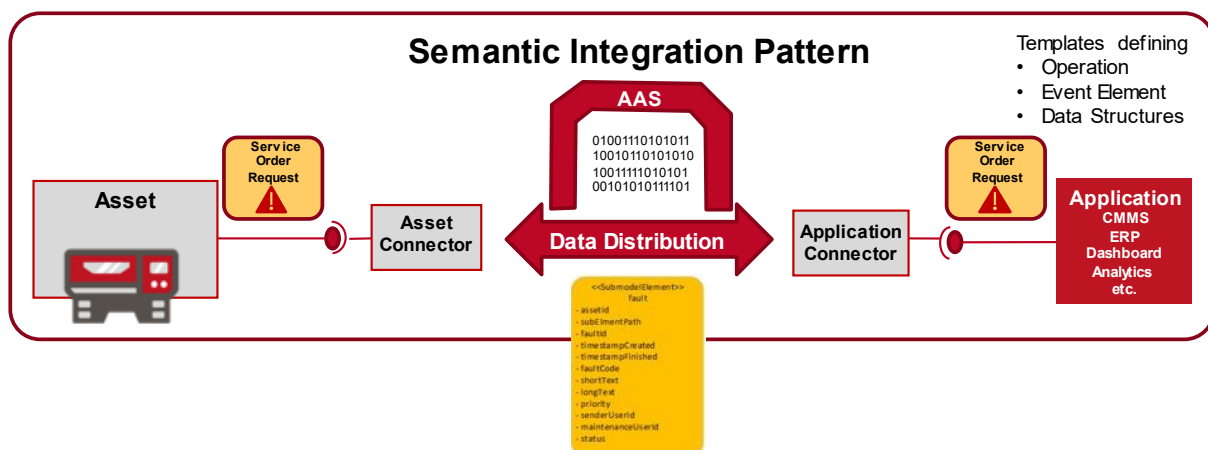 Semantic Integration Pattern
Templates defining
• Operation
• Event Element
• Data Structures
AAS
01001110101011
10010110101010
10011111010101
00101010111101
Service
Order
Request
Asset
Asset
Connector
Data Distribution
Application
Connector
Service
Order
Request
Application
CMMS
ERP
Dashboard
Analytics
etc.
<<SubmodelElement>>
fault
- assetId
- subElmentPath
- faultId
- timestampCreated
- timestampFinished
- faultCode
- shortText
- longText
- priority
- senderUserId
- maintenanceUserId
- status